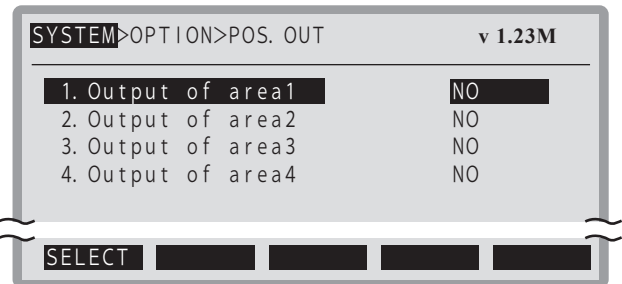 SYSTEM>OPTION>POS. OUT v 1.23M
1. Output of area1 NO
2. Output of area2 NO
3. Output of area3 NO
4. Output of area4 NO
SELECT